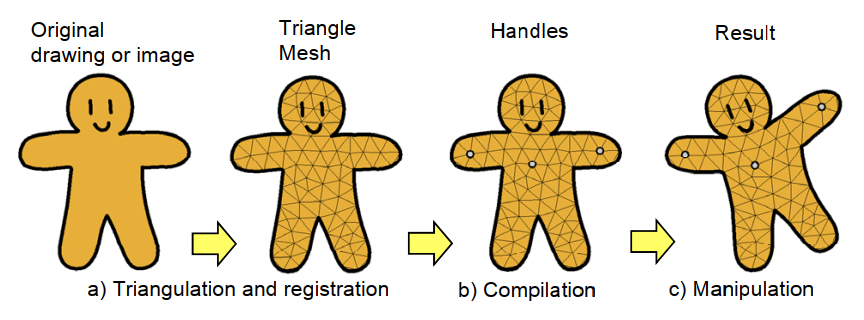 Original
drawing or image
Triangle
Mesh
Handles
Result
a) Triangulation and registration
b) Compilation
c) Manipulation